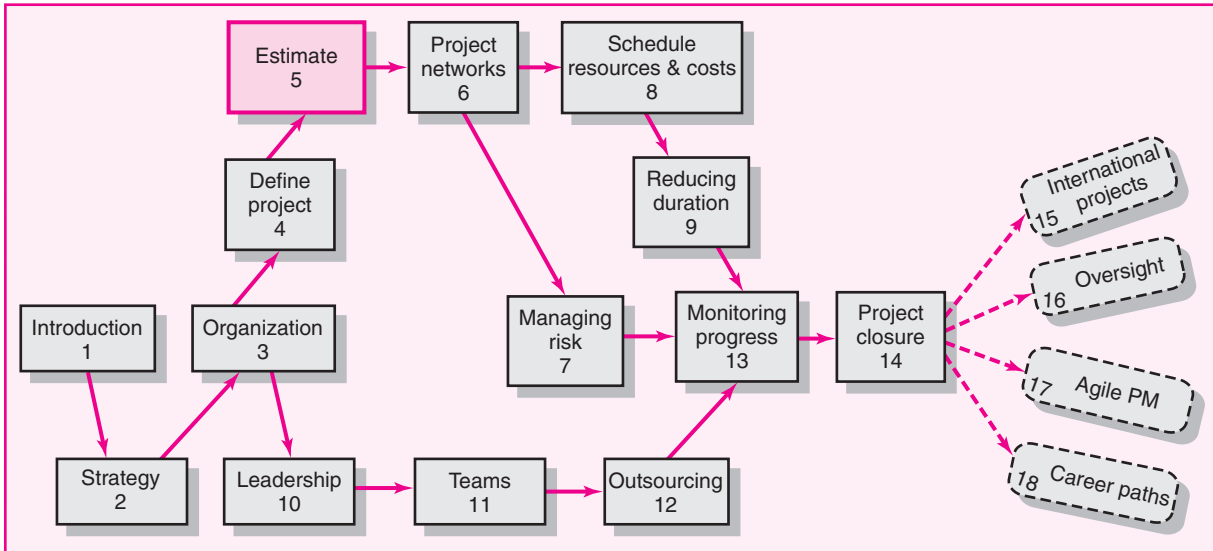 Estimate
5
Project
networks
6
Schedule
resources & costs
8
Define
project
4
Reducing
duration
9
International
projects
15
Oversight
16
Introduction
1
Organization
3
Managing
risk
7
Monitoring
progress
13
Project
closure
14
17 Agile PM
Strategy
2
Leadership
10
Teams
11
Outsourcing
12
18 Career paths